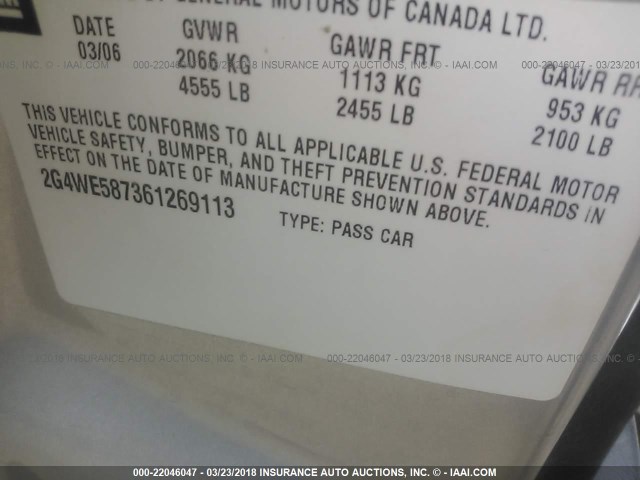 GENERAL MOTORS OF CANADA LTD.
DATE GVWR GAWR FRT GAWR RR
03/06 2066 KG 1113 KG 953 KG
4555 LB 2455 LB 2100 LB
THIS VEHICLE CONFORMS TO ALL APPLICABLE U.S. FEDERAL MOTOR
VEHICLE SAFETY, BUMPER, AND THEFT PREVENTION STANDARDS IN
EFFECT ON THE DATE OF MANUFACTURE SHOWN ABOVE.
2G4WE587361269113 TYPE: PASS CAR
000-22046047 - 03/23/2018 INSURANCE AUTO AUCTIONS, INC. © - IAAI.COM